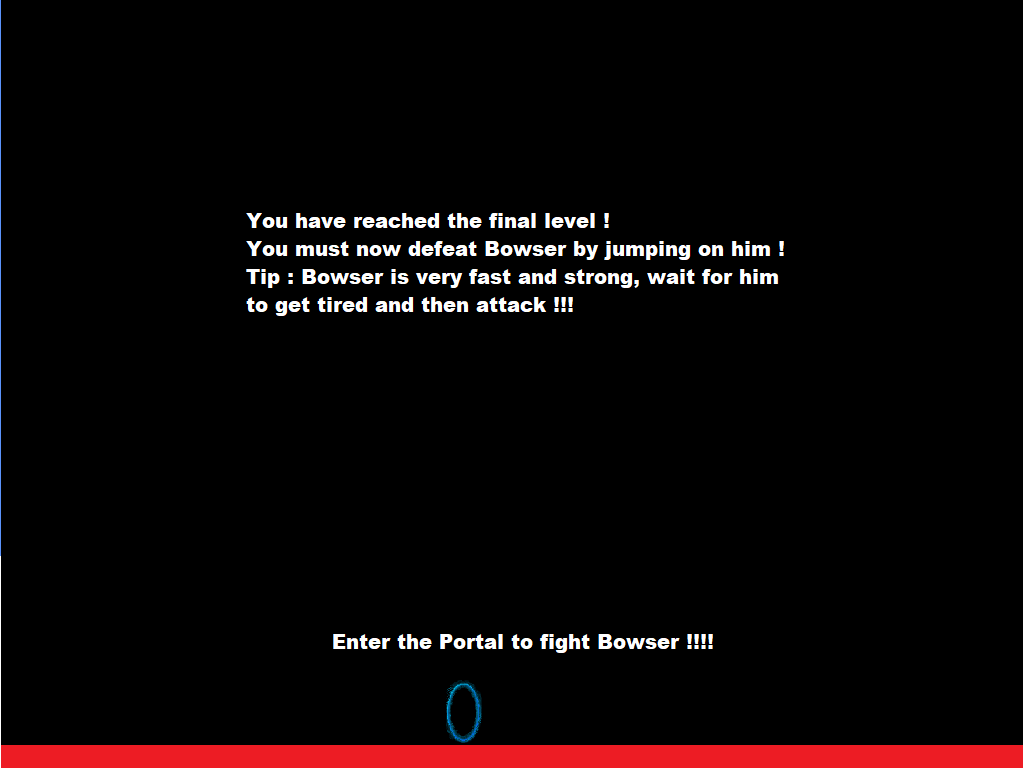 You have reached the final level !
You must now defeat Bowser by jumping on him !
Tip : Bowser is very fast and strong, wait for him
to get tired and then attack !!!
Enter the Portal to fight Bowser !!!!